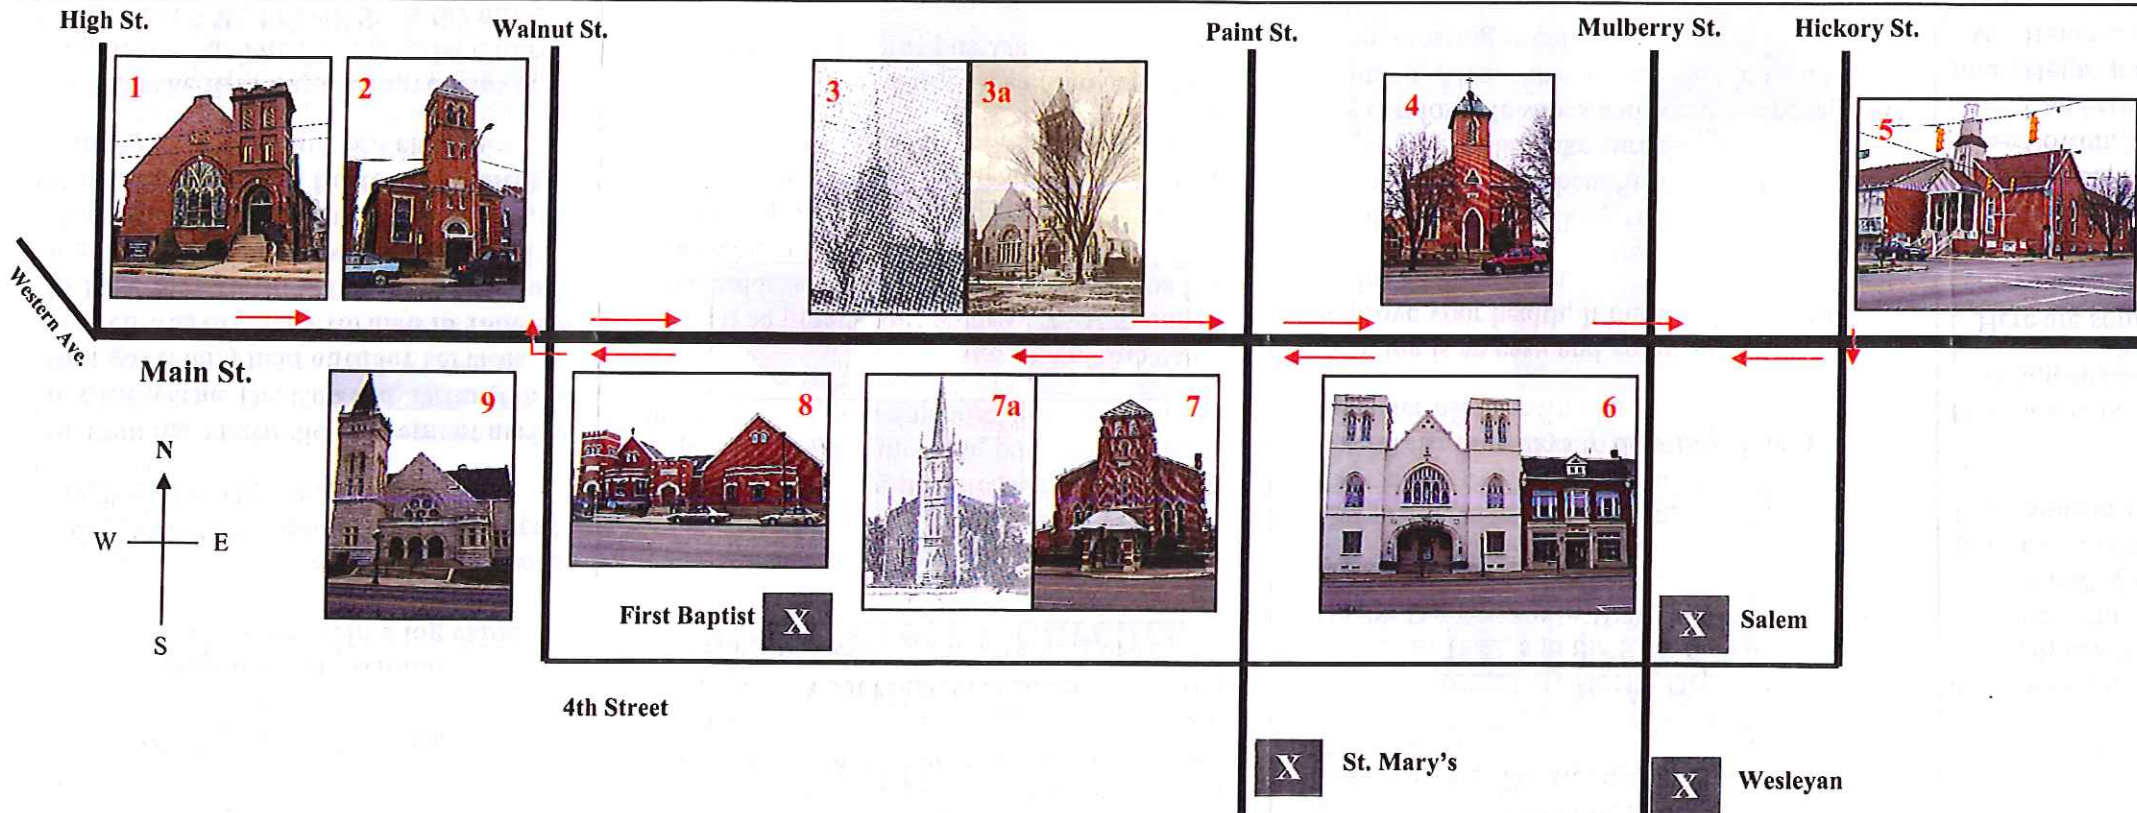 High St.
Walnut St.
Paint St.
Mulberry St.
Hickory St.
1
2
3
3a
4
5
Western Ave.
Main St.
9
8
7a
7
6
N
W
E
S
First Baptist
X
X
Salem
4th Street
X
St. Mary's
X
Wesleyan